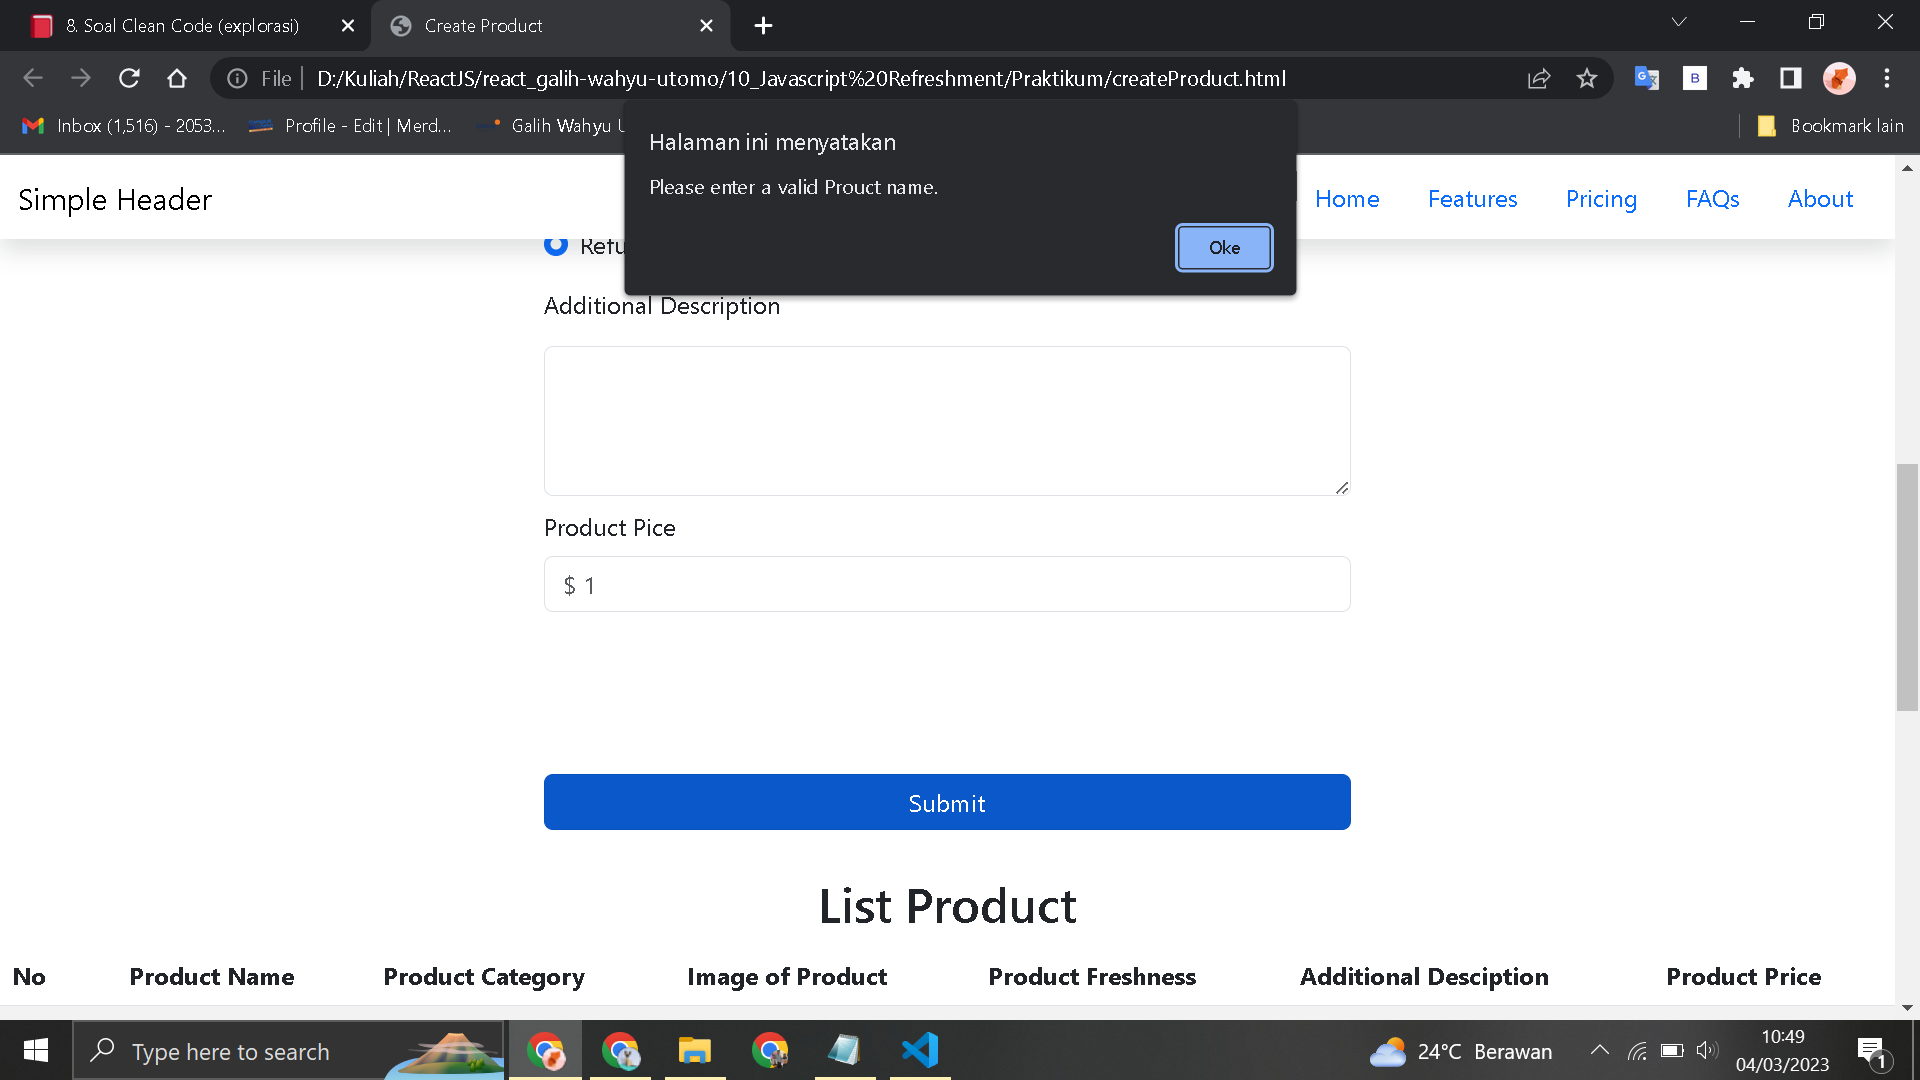 8. Soal Clean Code (explorasi)
Create Product
File
D:/Kuliah/ReactJS/react_galih-wahyu-utomo/10_Javascript%20Refreshment/Praktikum/createProduct.html
Inbox (1,516) - 2053...
Profile - Edit | Merd...
Galih Wahyu U
Bookmark lain
Halaman ini menyatakan
Please enter a valid Prouct name.
Oke
Simple Header
Home
Features
Pricing
FAQs
About
Refu
Additional Description
Product Pice
$ 1
Submit
List Product
No Product Name Product Category Image of Product Product Freshness Additional Desciption Product Price
Type here to search
24°C Berawan
10:49
04/03/2023
1